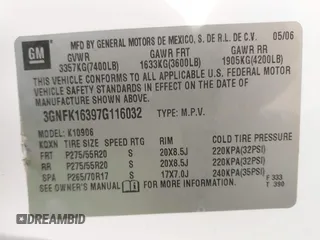 GM
MFD BY GENERAL MOTORS DE MEXICO, S. DE R.L. DE C.V. 05/06
GVWR GAWR FRT GAWR RR
3357KG(7400LB) 1633KG(3600LB) 1905KG(4200LB)
THIS VEHICLE CONFORMS TO ALL APPLICABLE U.S. FEDERAL MOTOR
VEHICLE SAFETY STANDARDS IN EFFECT ON THE DATE OF
MANUFACTURE SHOWN ABOVE.
3GNFK16397G116032 TYPE: M.P.V.
MODEL: K10906
KQXN TIRE SIZE SPEED RTG RIM COLD TIRE PRESSURE
FRT P275/55R20 S 20X8.5J 220KPA(32PSI)
RR P275/55R20 S 20X8.5J 220KPA(32PSI)
SPA P265/70R17 S 17X7.0J 240KPA(35PSI)
SEE OWNER'S MANUAL FOR ADDITIONAL INFORMATION.
F 333
T 390
AUTOBIDMASTER